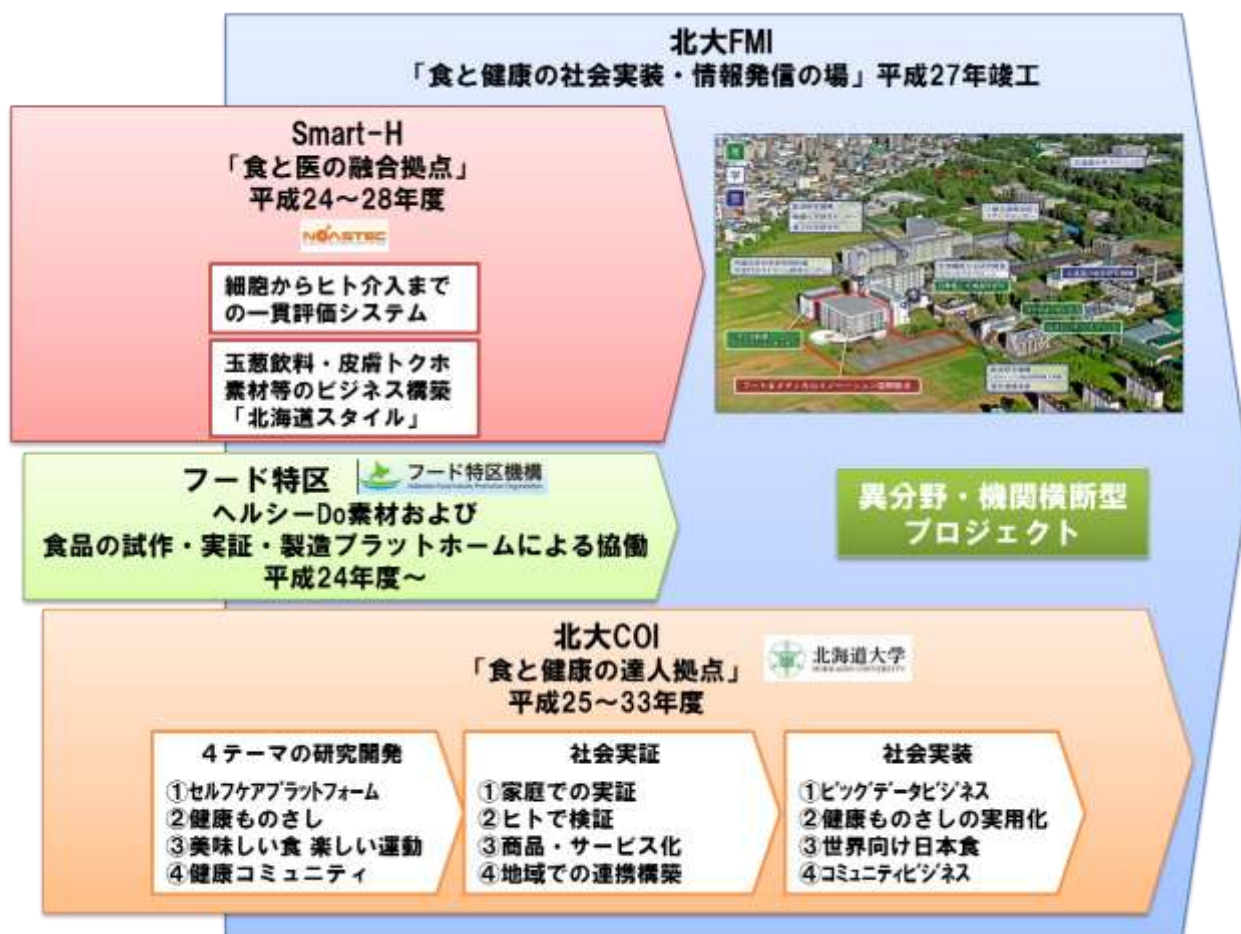 北大FMI
「食と健康の社会実装・情報発信の場」平成27年竣工
Smart-H
「食と医の融合拠点」
平成24～28年度
NOASTEC
細胞からヒト介入まで
の一貫評価システム
玉葱飲料・皮膚トクホ
素材等のビジネス構築
「北海道スタイル」
フード特区
フード特区機構
ヘルシーDo素材および
食品の試作・実証・製造プラットホームによる協働
平成24年度～
異分野・機関横断型
プロジェクト
北大COI
「食と健康の達人拠点」
平成25～33年度
北海道大学
HOKKAIDO UNIVERSITY
４テーマの研究開発
①セルフケアプラットフォーム
②健康ものさし
③美味しい食 楽しい運動
④健康コミュニティ
社会実証
①家庭での実証
②ヒトで検証
③商品・サービス化
④地域での連携構築
社会実装
①ビッグデータビジネス
②健康ものさしの実用化
③世界向け日本食
④コミュニティビジネス